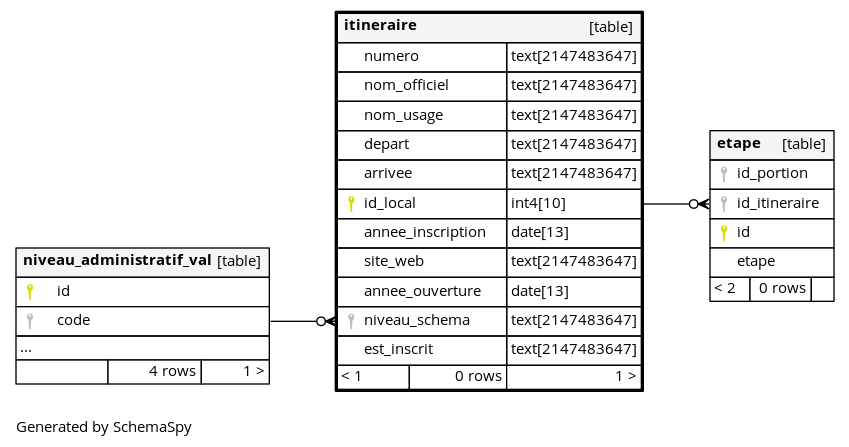 itineraire [table]
numero text[2147483647]
nom_officiel text[2147483647]
nom_usage text[2147483647]
depart text[2147483647]
arrivee text[2147483647]
id_local int4[10]
annee_inscription date[13]
site_web text[2147483647]
annee_ouverture date[13]
niveau_schema text[2147483647]
est_inscrit text[2147483647]
< 1 0 rows 1 >
etape [table]
id_portion
id_itineraire
id
etape
< 2 0 rows
niveau_administratif_val [table]
id
code
...
4 rows 1 >
Generated by SchemaSpy